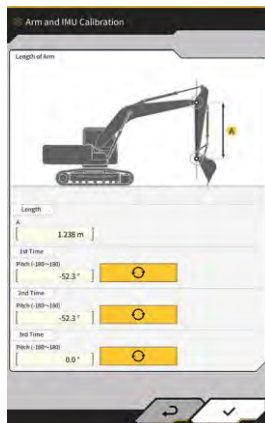 Arm and IMU Calibration
Length of Arm
A
Length
A
1.238 m
1st Time
Pitch (-180~180)
-52.3 °
2nd Time
Pitch (-180~180)
-52.3 °
3rd Time
Pitch (-180~180)
0.0 °